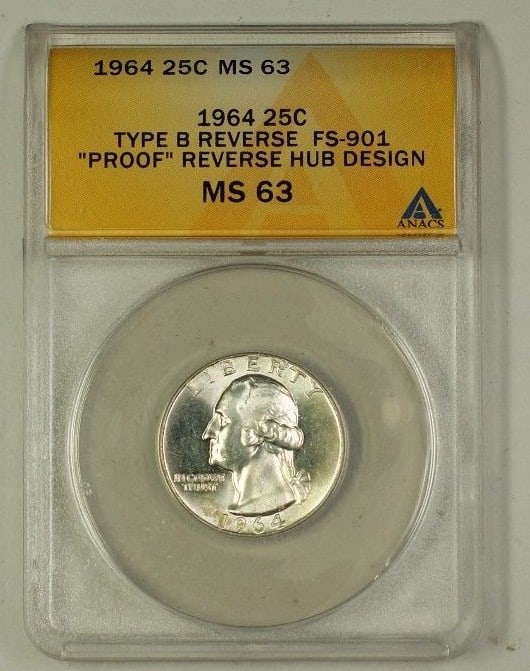 1964 25C MS 63
1964 25C
TYPE B REVERSE FS-901
"PROOF" REVERSE HUB DESIGN
MS 63
ANACS
LIBERTY
IN GOD WE
TRUST
1964